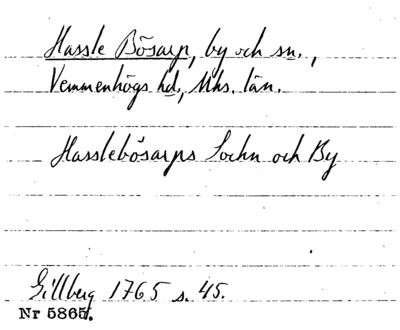 Hassle Bösarp, by och sn.,
Vemmenhögs hd., Mhs. län.
Hasslebösarps Sochn och By
Gillberg 1765 s. 45.
Nr 5865.